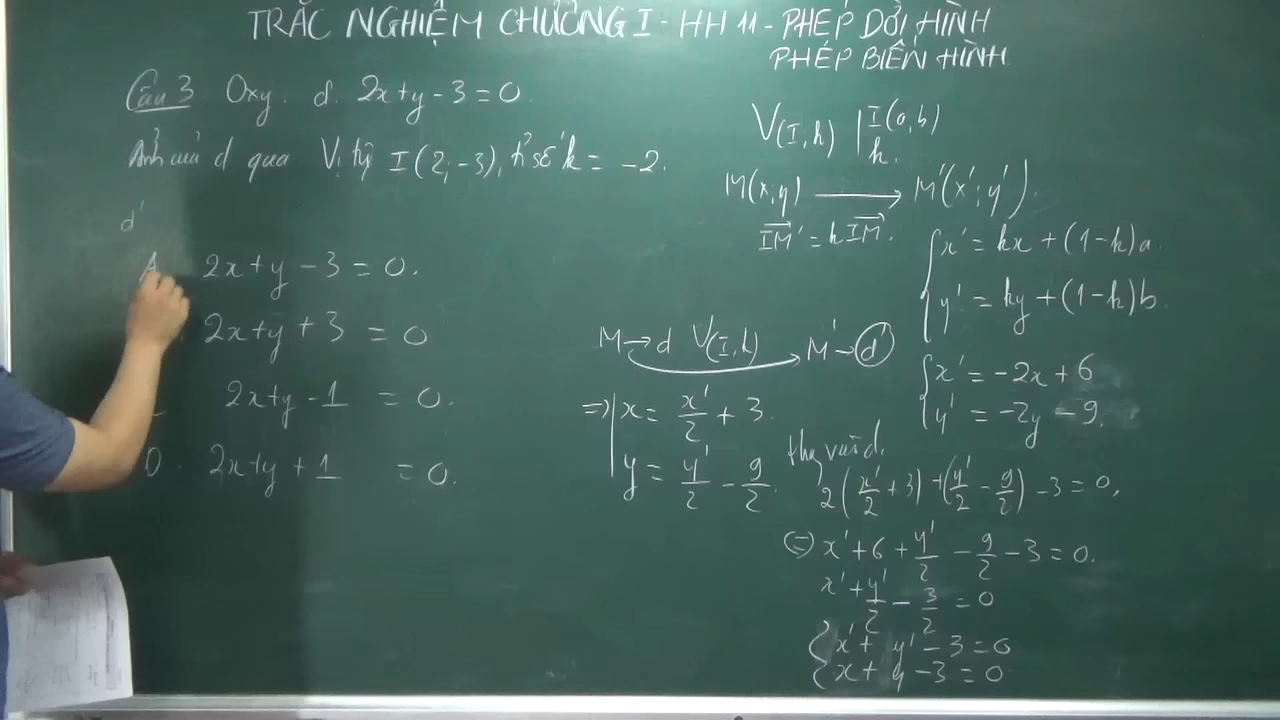 TRẮC NGHIỆM CHƯƠNG I - HH 11 - PHÉP DỜI HÌNH
PHÉP BIẾN HÌNH
Câu 3 Oxy. d. 2x+y-3=0
Ảnh của d qua V. tự I(2;-3), tỉ số k = -2.
d'
A 2x+y-3=0.
2x+y+3=0
2x+y-1=0.
D. 2x+y+1=0.
V(I,k) | I(a,b)
k.
M(x,y) ⟶ M'(x';y').
IM' = kIM.
{x' = kx+(1-k)a
y' = ky+(1-k)b.
M→d V(I,k) M'→d'
{x' = -2x+6
y' = -2y-9.
=> x = x'/2 + 3.
y = y'/2 - 9/2
thay vào d.
2(x'/2 + 3) + (y'/2 - 9/2) - 3 = 0.
(=) x'+6+y'/2 - 9/2 - 3 = 0.
x' + y'/2 - 3/2 = 0
x' + y' - 3 = 0
x + y - 3 = 0